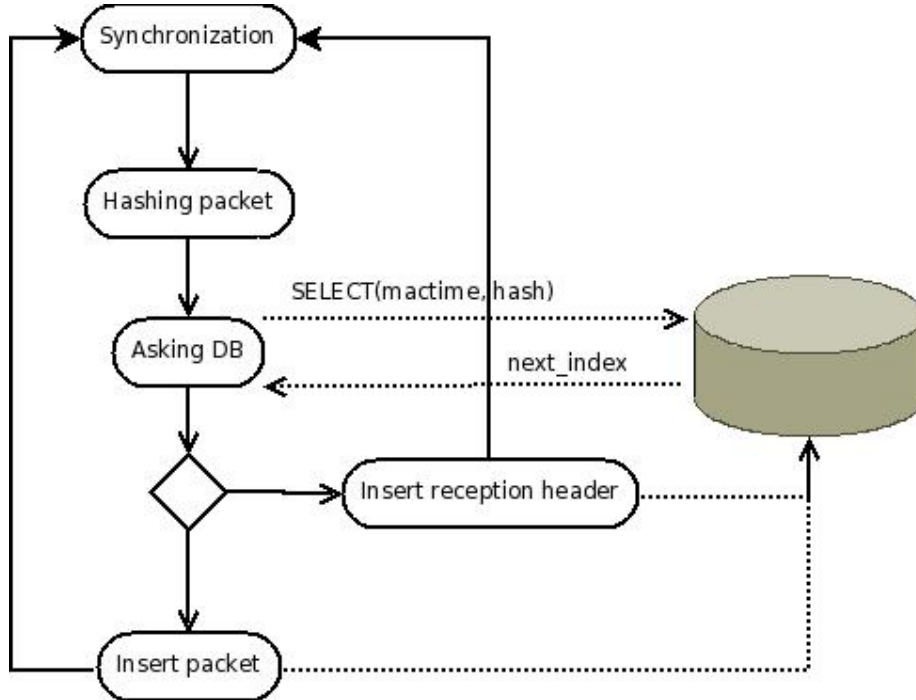 Synchronization
Hashing packet
SELECT(mactime, hash)
Asking DB
next_index
Insert reception header
Insert packet